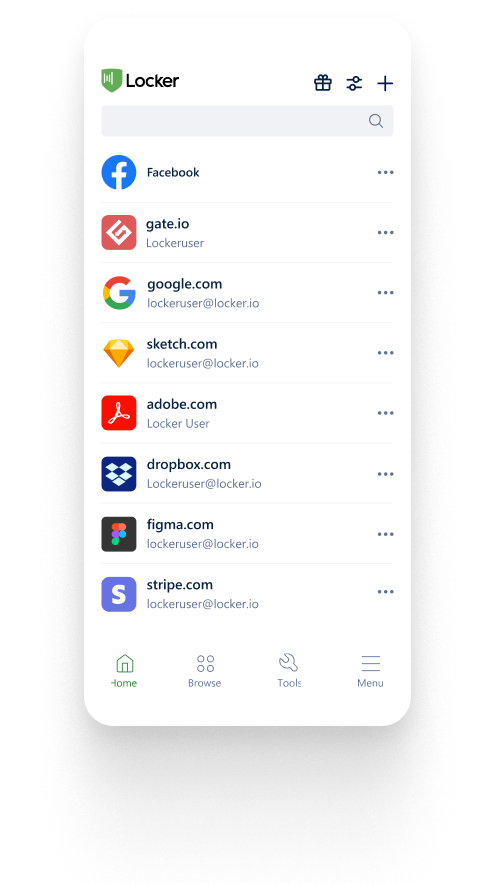 Locker
Facebook
gate.io
Lockeruser
google.com
lockeruser@locker.io
sketch.com
lockeruser@locker.io
adobe.com
Locker User
dropbox.com
Lockeruser@locker.io
figma.com
lockeruser@locker.io
stripe.com
lockeruser@locker.io
Home Browse Tools Menu